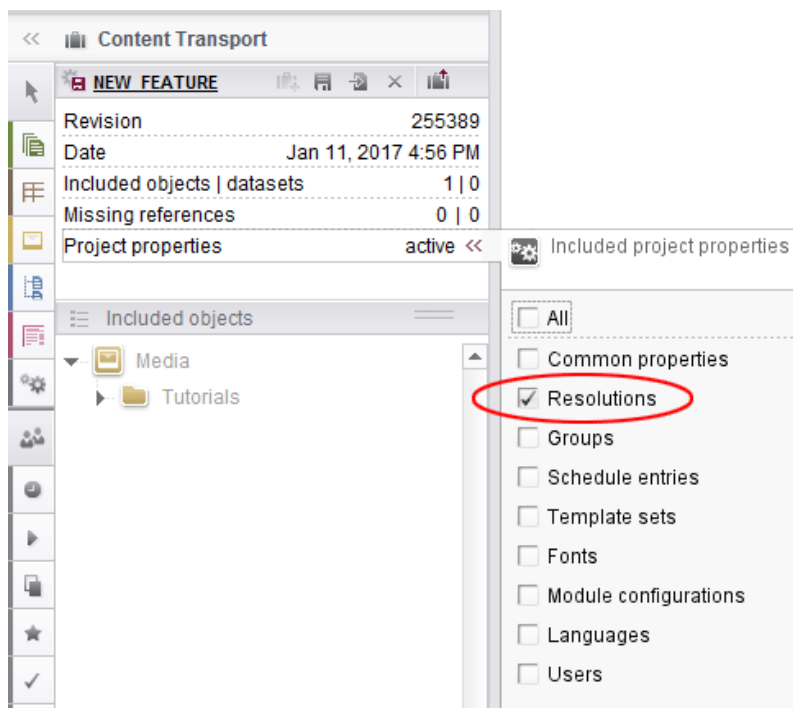 Content Transport
NEW FEATURE
Revision 255389
Date Jan 11, 2017 4:56 PM
Included objects | datasets 1 | 0
Missing references 0 | 0
Project properties active <<
Included objects
Media
Tutorials
Included project properties
All
Common properties
Resolutions
Groups
Schedule entries
Template sets
Fonts
Module configurations
Languages
Users